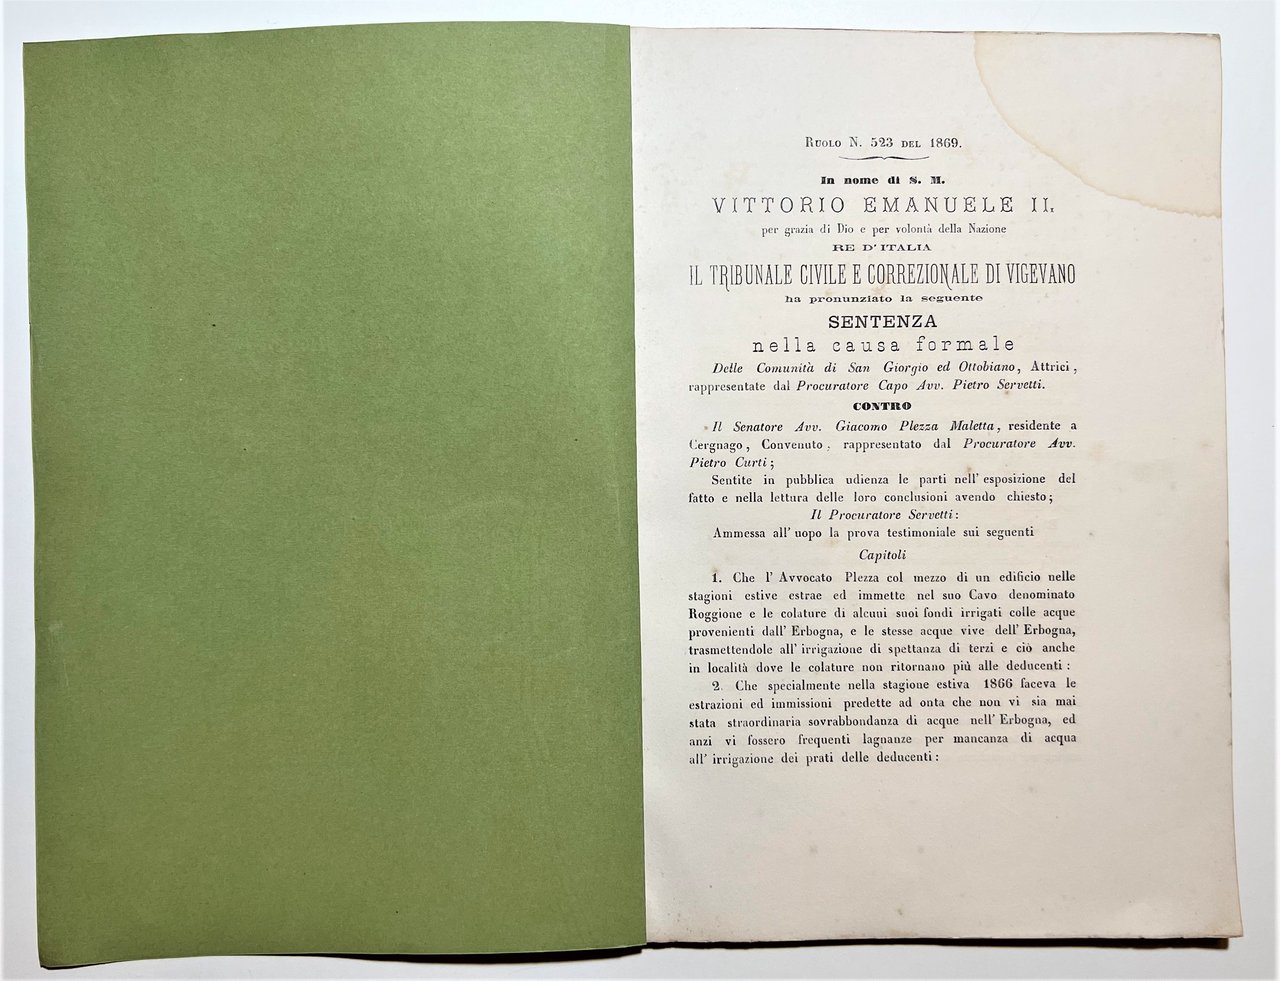 Ruolo N. 523 del 1869.
In nome di S. M.
VITTORIO EMANUELE II.
per grazia di Dio e per volontà della Nazione
RE D'ITALIA
IL TRIBUNALE CIVILE E CORREZIONALE DI VIGEVANO
ha pronunziato la seguente
SENTENZA
nella causa formale
Delle Comunità di San Giorgio ed Ottobiano, Attrici,
rappresentate dal Procuratore Capo Avv. Pietro Servetti.
CONTRO
Il Senatore Avv. Giacomo Plezza Maletta, residente a
Cergnago, Convenuto, rappresentato dal Procuratore Avv.
Pietro Curti;
Sentite in pubblica udienza le parti nell'esposizione del
fatto e nella lettura delle loro conclusioni avendo chiesto;
Il Procuratore Servetti:
Ammessa all'uopo la prova testimoniale sui seguenti
Capitoli
1. Che l'Avvocato Plezza col mezzo di un edificio nelle
stagioni estive estrae ed immette nel suo Cavo denominato
Roggione e le colature di alcuni suoi fondi irrigati colle acque
provenienti dall'Erbogna, e le stesse acque vive dell'Erbogna,
trasmettendole all'irrigazione di spettanza di terzi e ciò anche
in località dove le colature non ritornano più alle deducenti:
2. Che specialmente nella stagione estiva 1866 faceva le
estrazioni ed immissioni predette ad onta che non vi sia mai
stata straordinaria sovrabbondanza di acque nell'Erbogna, ed
anzi vi fossero frequenti lagnanze per mancanza di acqua
all'irrigazione dei prati delle deducenti: